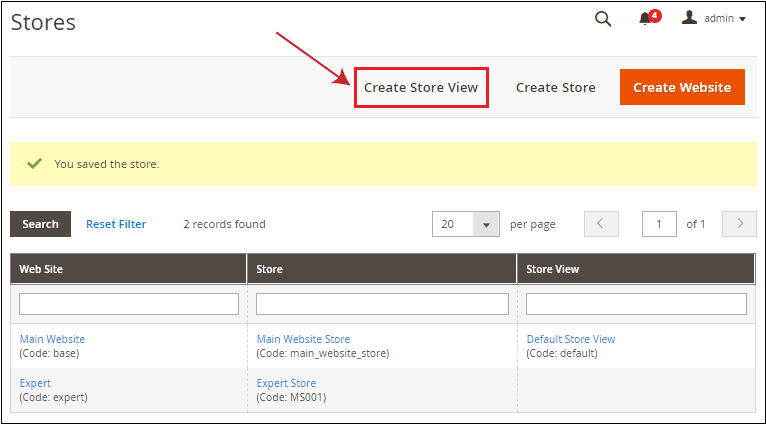 Stores
4
admin
Create Store View
Create Store
Create Website
You saved the store.
Search
Reset Filter
2 records found
20
per page
1
of 1
Web Site
Store
Store View
Main Website
Main Website Store
Default Store View
(Code: base)
(Code: main_website_store)
(Code: default)
Expert
Expert Store
(Code: expert)
(Code: MS001)